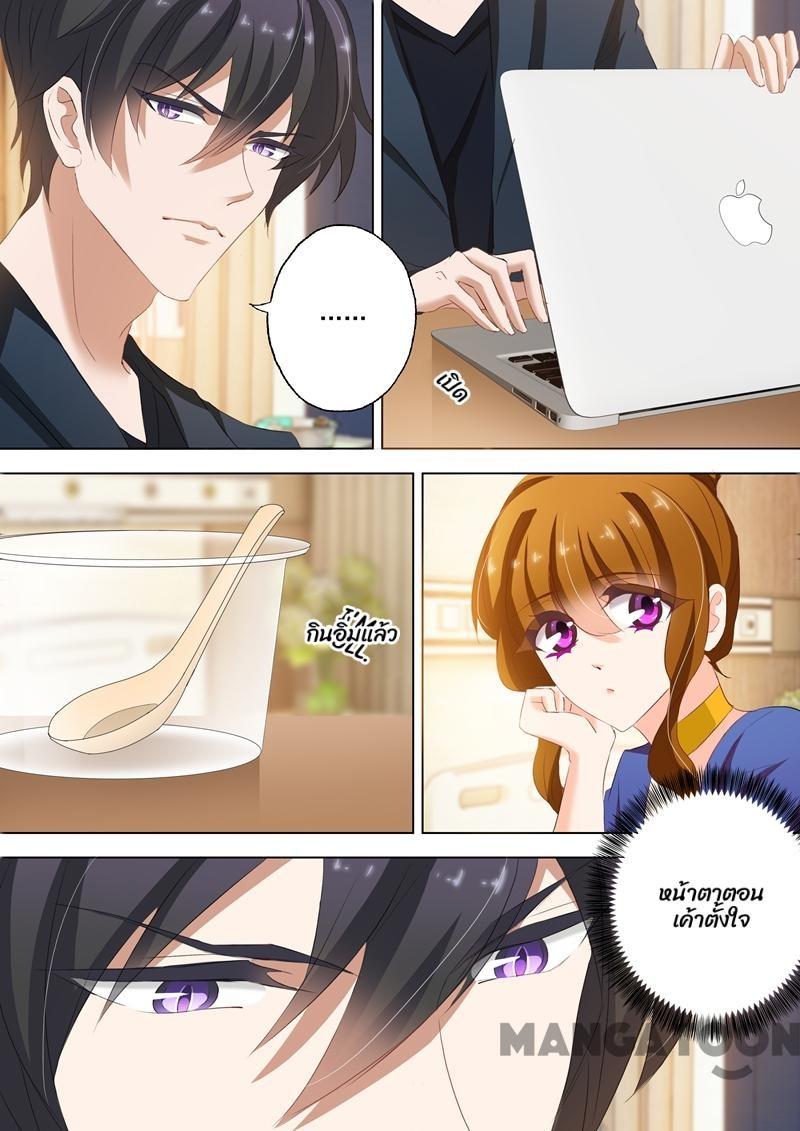 ......
เปิด
กินอิ่มแล้ว
หน้าตาตอน
เค้าตั้งใจ
MANGATOON